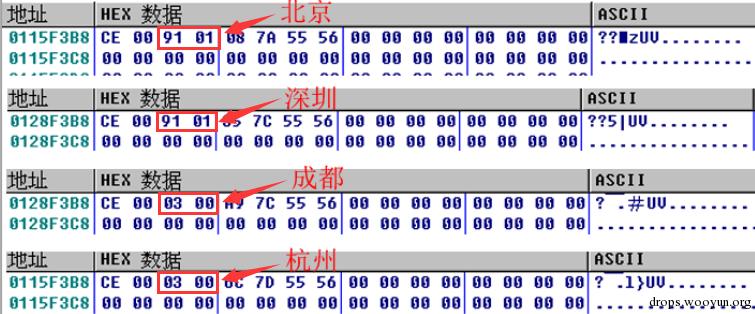 地址 HEX 数据 北京 ASCII
0115F3B8 CE 00 91 01 08 7A 55 56 00 00 00 00 00 00 00 00 ??■zUV........
0115F3C8 00 00 00 00 00 00 00 00 00 00 00 00 00 00 00 00 ................
地址 HEX 数据 深圳 ASCII
0128F3B8 CE 00 91 01 35 7C 55 56 00 00 00 00 00 00 00 00 ??5|UV........
0128F3C8 00 00 00 00 00 00 00 00 00 00 00 00 00 00 00 00 ................
地址 HEX 数据 成都 ASCII
0128F3B8 CE 00 03 00 A9 7C 55 56 00 00 00 00 00 00 00 00 ? .#UV........
0128F3C8 00 00 00 00 00 00 00 00 00 00 00 00 00 00 00 00 ................
地址 HEX 数据 杭州 ASCII
0115F3B8 CE 00 03 00 6C 7D 55 56 00 00 00 00 00 00 00 00 ? .l}UV........
0115F3C8 00 00 00 00 00 00 00 00 00 00 00 00 00 00 00 00 ................
drops.wooyun.org